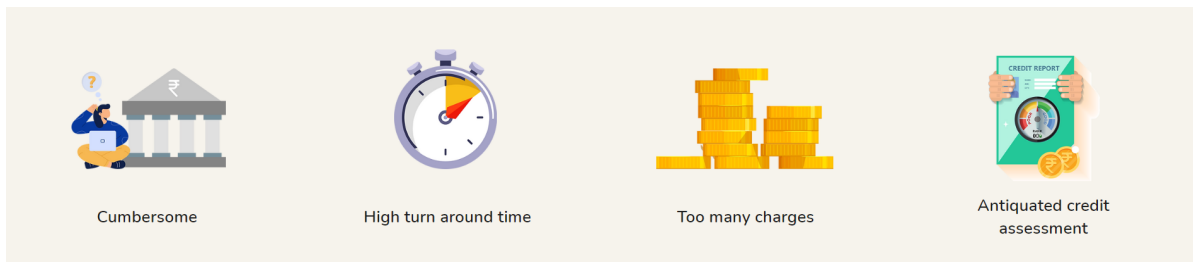 ?
₹
CREDIT REPORT
₹
₹
Cumbersome
High turn around time
Too many charges
Antiquated credit
assessment